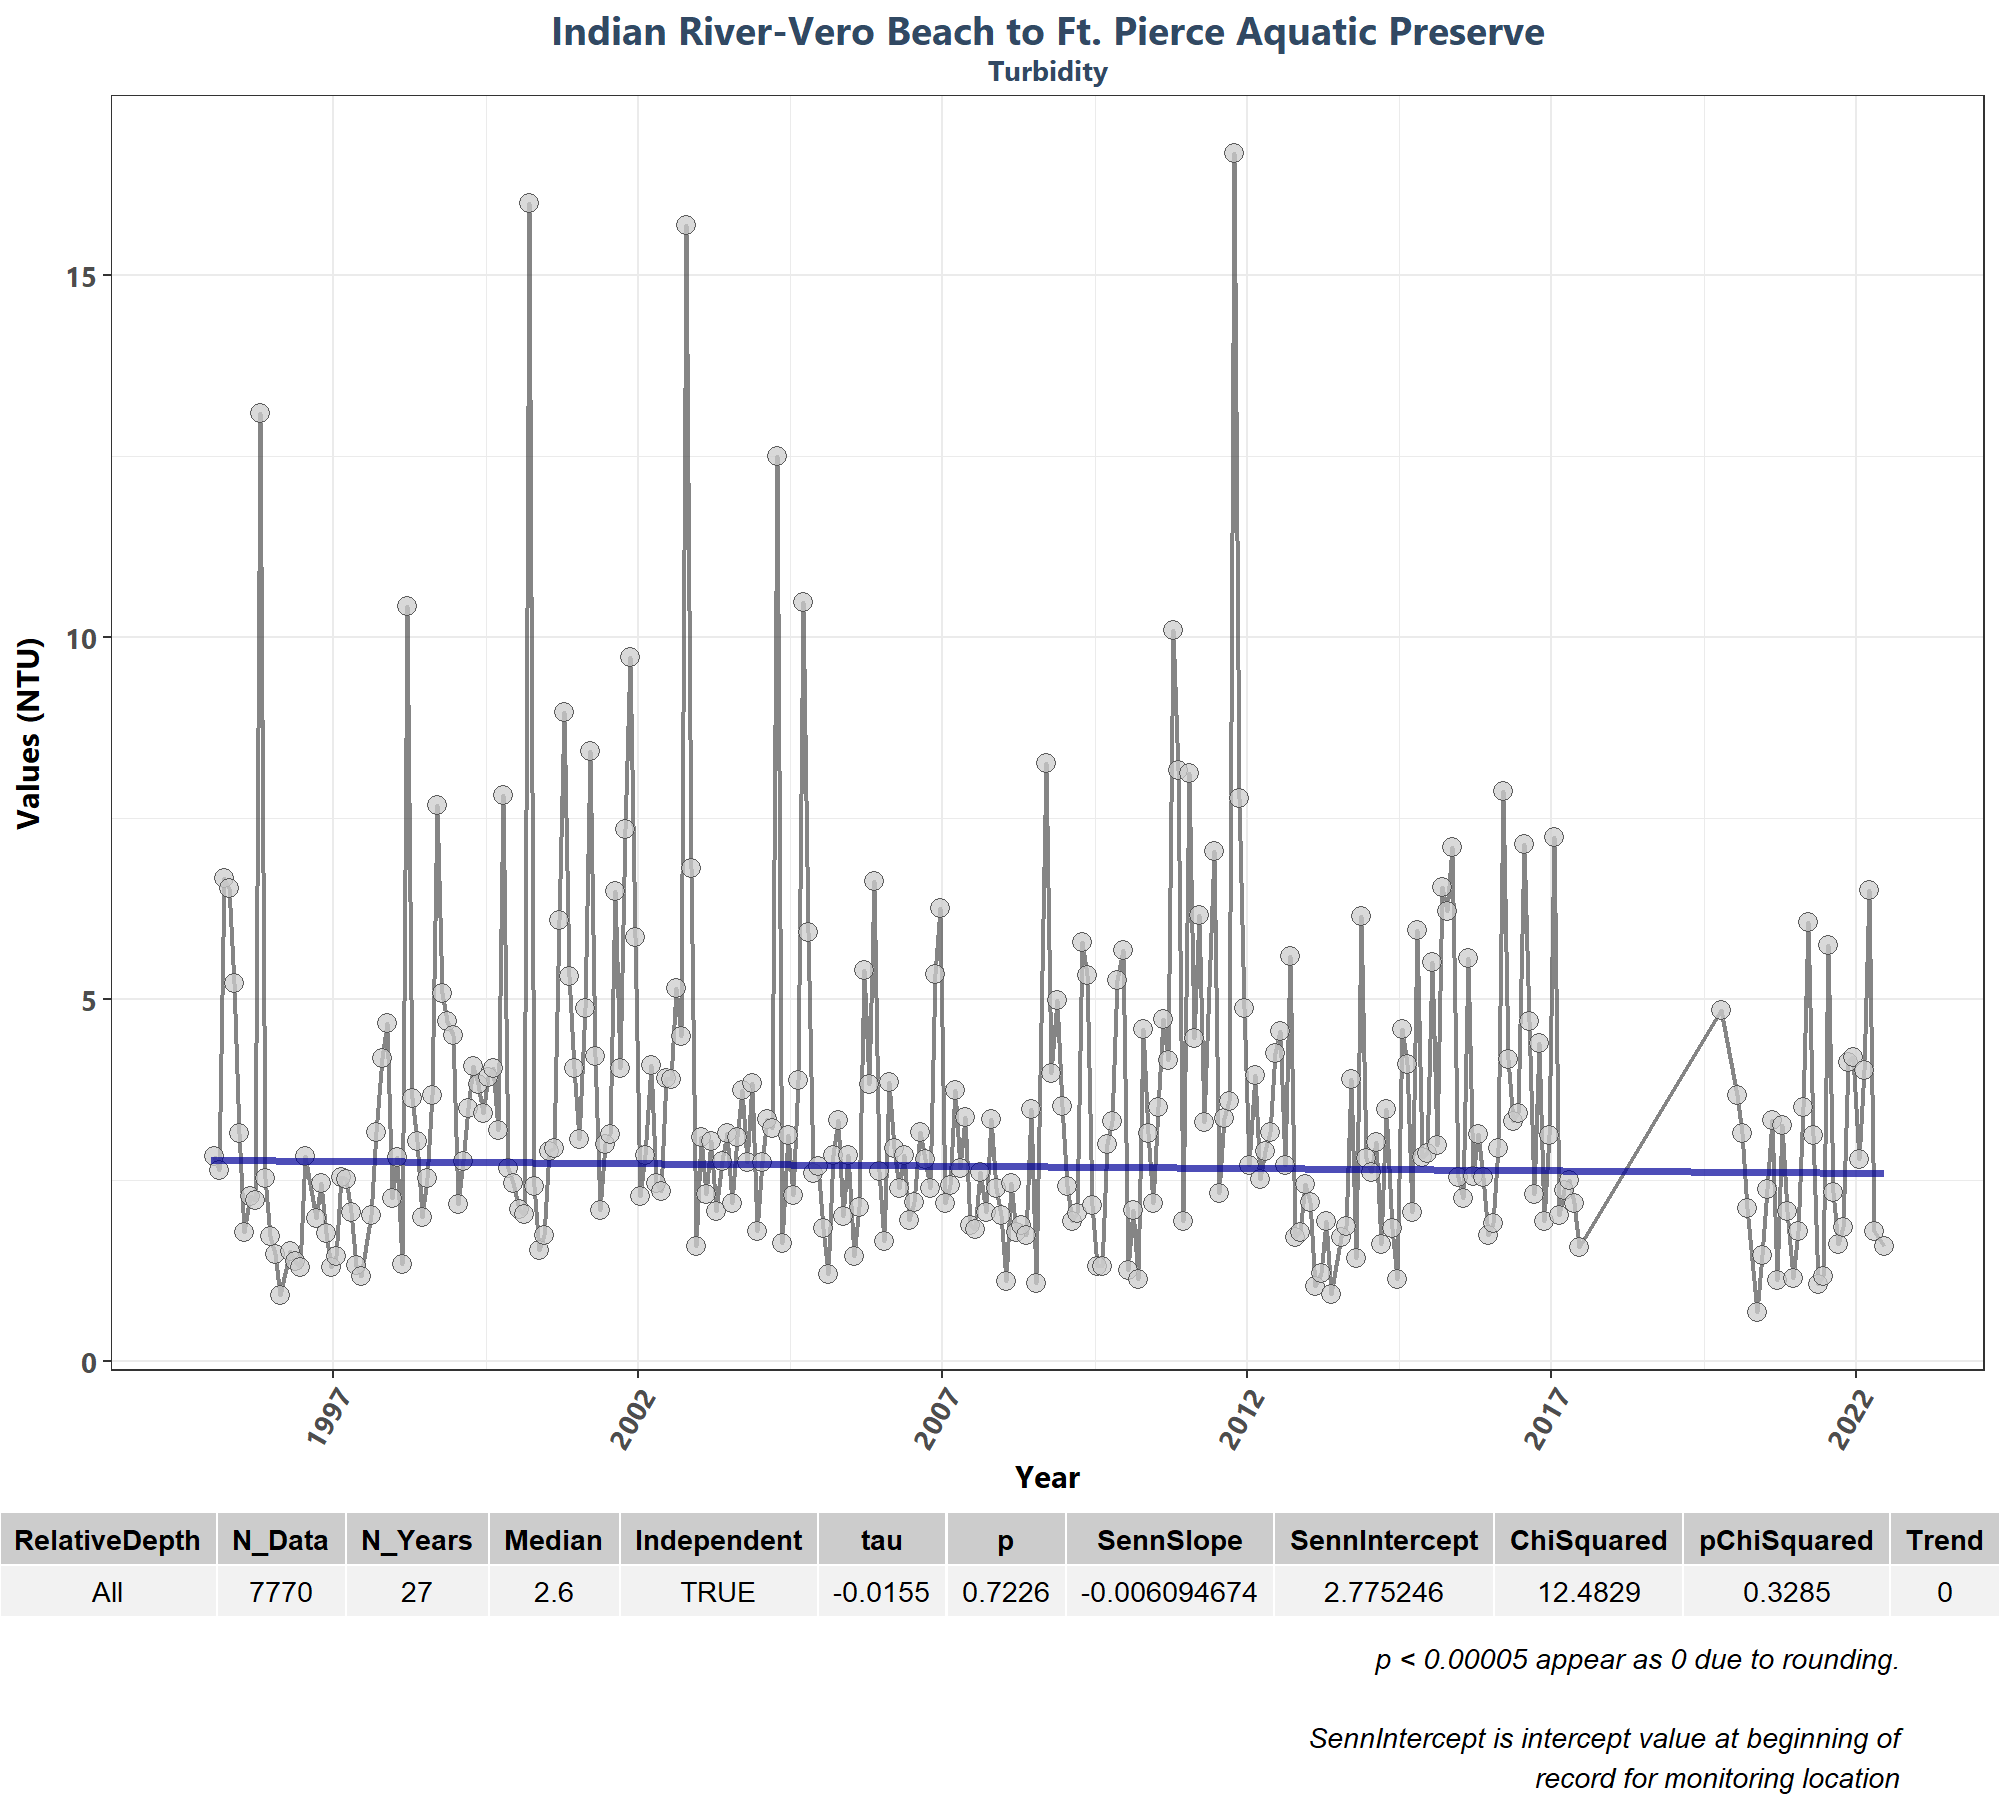 Indian River-Vero Beach to Ft. Pierce Aquatic Preserve
Turbidity
Values (NTU)
15
10
5
0
1997
2002
2007
2012
2017
2022
Year
RelativeDepth N_Data N_Years Median Independent tau p SennSlope SennIntercept ChiSquared pChiSquared Trend
All 7770 27 2.6 TRUE -0.0155 0.7226 -0.006094674 2.775246 12.4829 0.3285 0
p < 0.00005 appear as 0 due to rounding.
SennIntercept is intercept value at beginning of
record for monitoring location